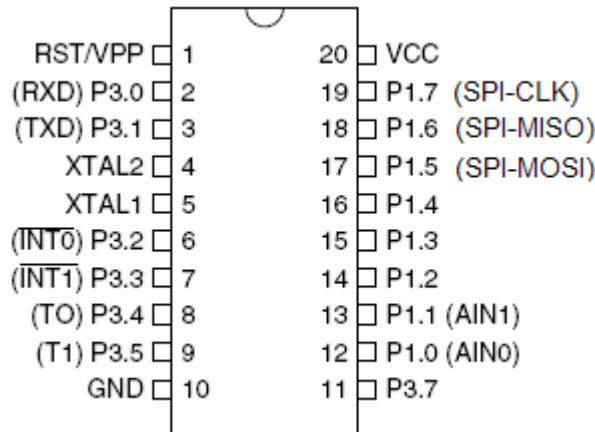 RST/VPP 1 20 VCC
(RXD) P3.0 2 19 P1.7 (SPI-CLK)
(TXD) P3.1 3 18 P1.6 (SPI-MISO)
XTAL2 4 17 P1.5 (SPI-MOSI)
XTAL1 5 16 P1.4
(INT0) P3.2 6 15 P1.3
(INT1) P3.3 7 14 P1.2
(TO) P3.4 8 13 P1.1 (AIN1)
(T1) P3.5 9 12 P1.0 (AIN0)
GND 10 11 P3.7